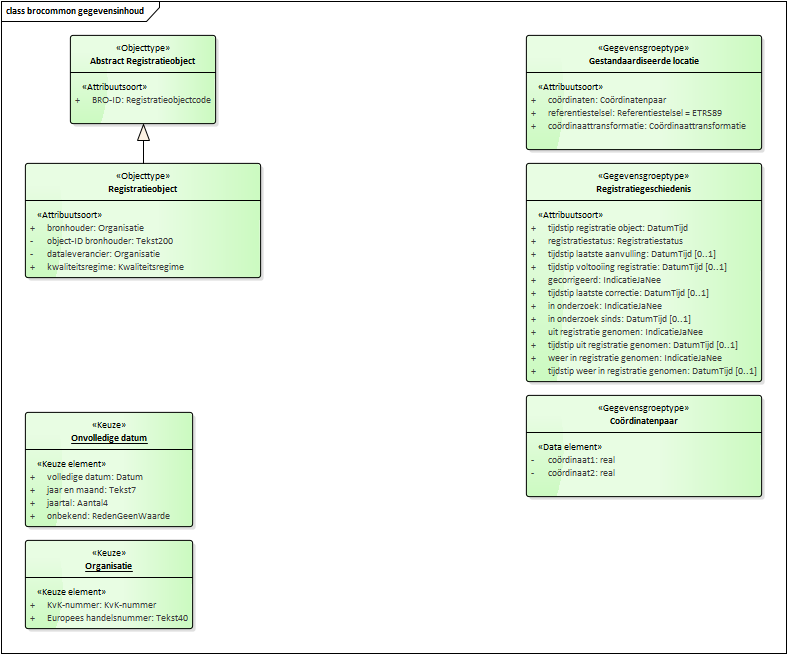 class brocommon gegevensinhoud
«Objecttype»
Abstract Registratieobject
«Attribuutsoort»
+ BRO-ID: Registratieobjectcode
«Objecttype»
Registratieobject
«Attribuutsoort»
+ bronhouder: Organisatie
- object-ID bronhouder: Tekst200
- dataleverancier: Organisatie
+ kwaliteitsregime: Kwaliteitsregime
«Keuze»
Onvolledige datum
«Keuze element»
+ volledige datum: Datum
+ jaar en maand: Tekst7
+ jaartal: Aantal4
+ onbekend: RedenGeenWaarde
«Keuze»
Organisatie
«Keuze element»
+ KvK-nummer: KvK-nummer
+ Europees handelsnummer: Tekst40
«Gegevensgroeptype»
Gestandaardiseerde locatie
«Attribuutsoort»
+ coördinaten: Coördinatenpaar
+ referentiestelsel: Referentiestelsel = ETRS89
+ coördinaattransformatie: Coördinaattransformatie
«Gegevensgroeptype»
Registratiegeschiedenis
«Attribuutsoort»
+ tijdstip registratie object: DatumTijd
+ registratiestatus: Registratiestatus
+ tijdstip laatste aanvulling: DatumTijd [0..1]
+ tijdstip voltooiing registratie: DatumTijd [0..1]
+ gecorrigeerd: IndicatieJaNee
+ tijdstip laatste correctie: DatumTijd [0..1]
+ in onderzoek: IndicatieJaNee
+ in onderzoek sinds: DatumTijd [0..1]
+ uit registratie genomen: IndicatieJaNee
+ tijdstip uit registratie genomen: DatumTijd [0..1]
+ weer in registratie genomen: IndicatieJaNee
+ tijdstip weer in registratie genomen: DatumTijd [0..1]
«Gegevensgroeptype»
Coördinatenpaar
«Data element»
- coördinaat1: real
- coördinaat2: real